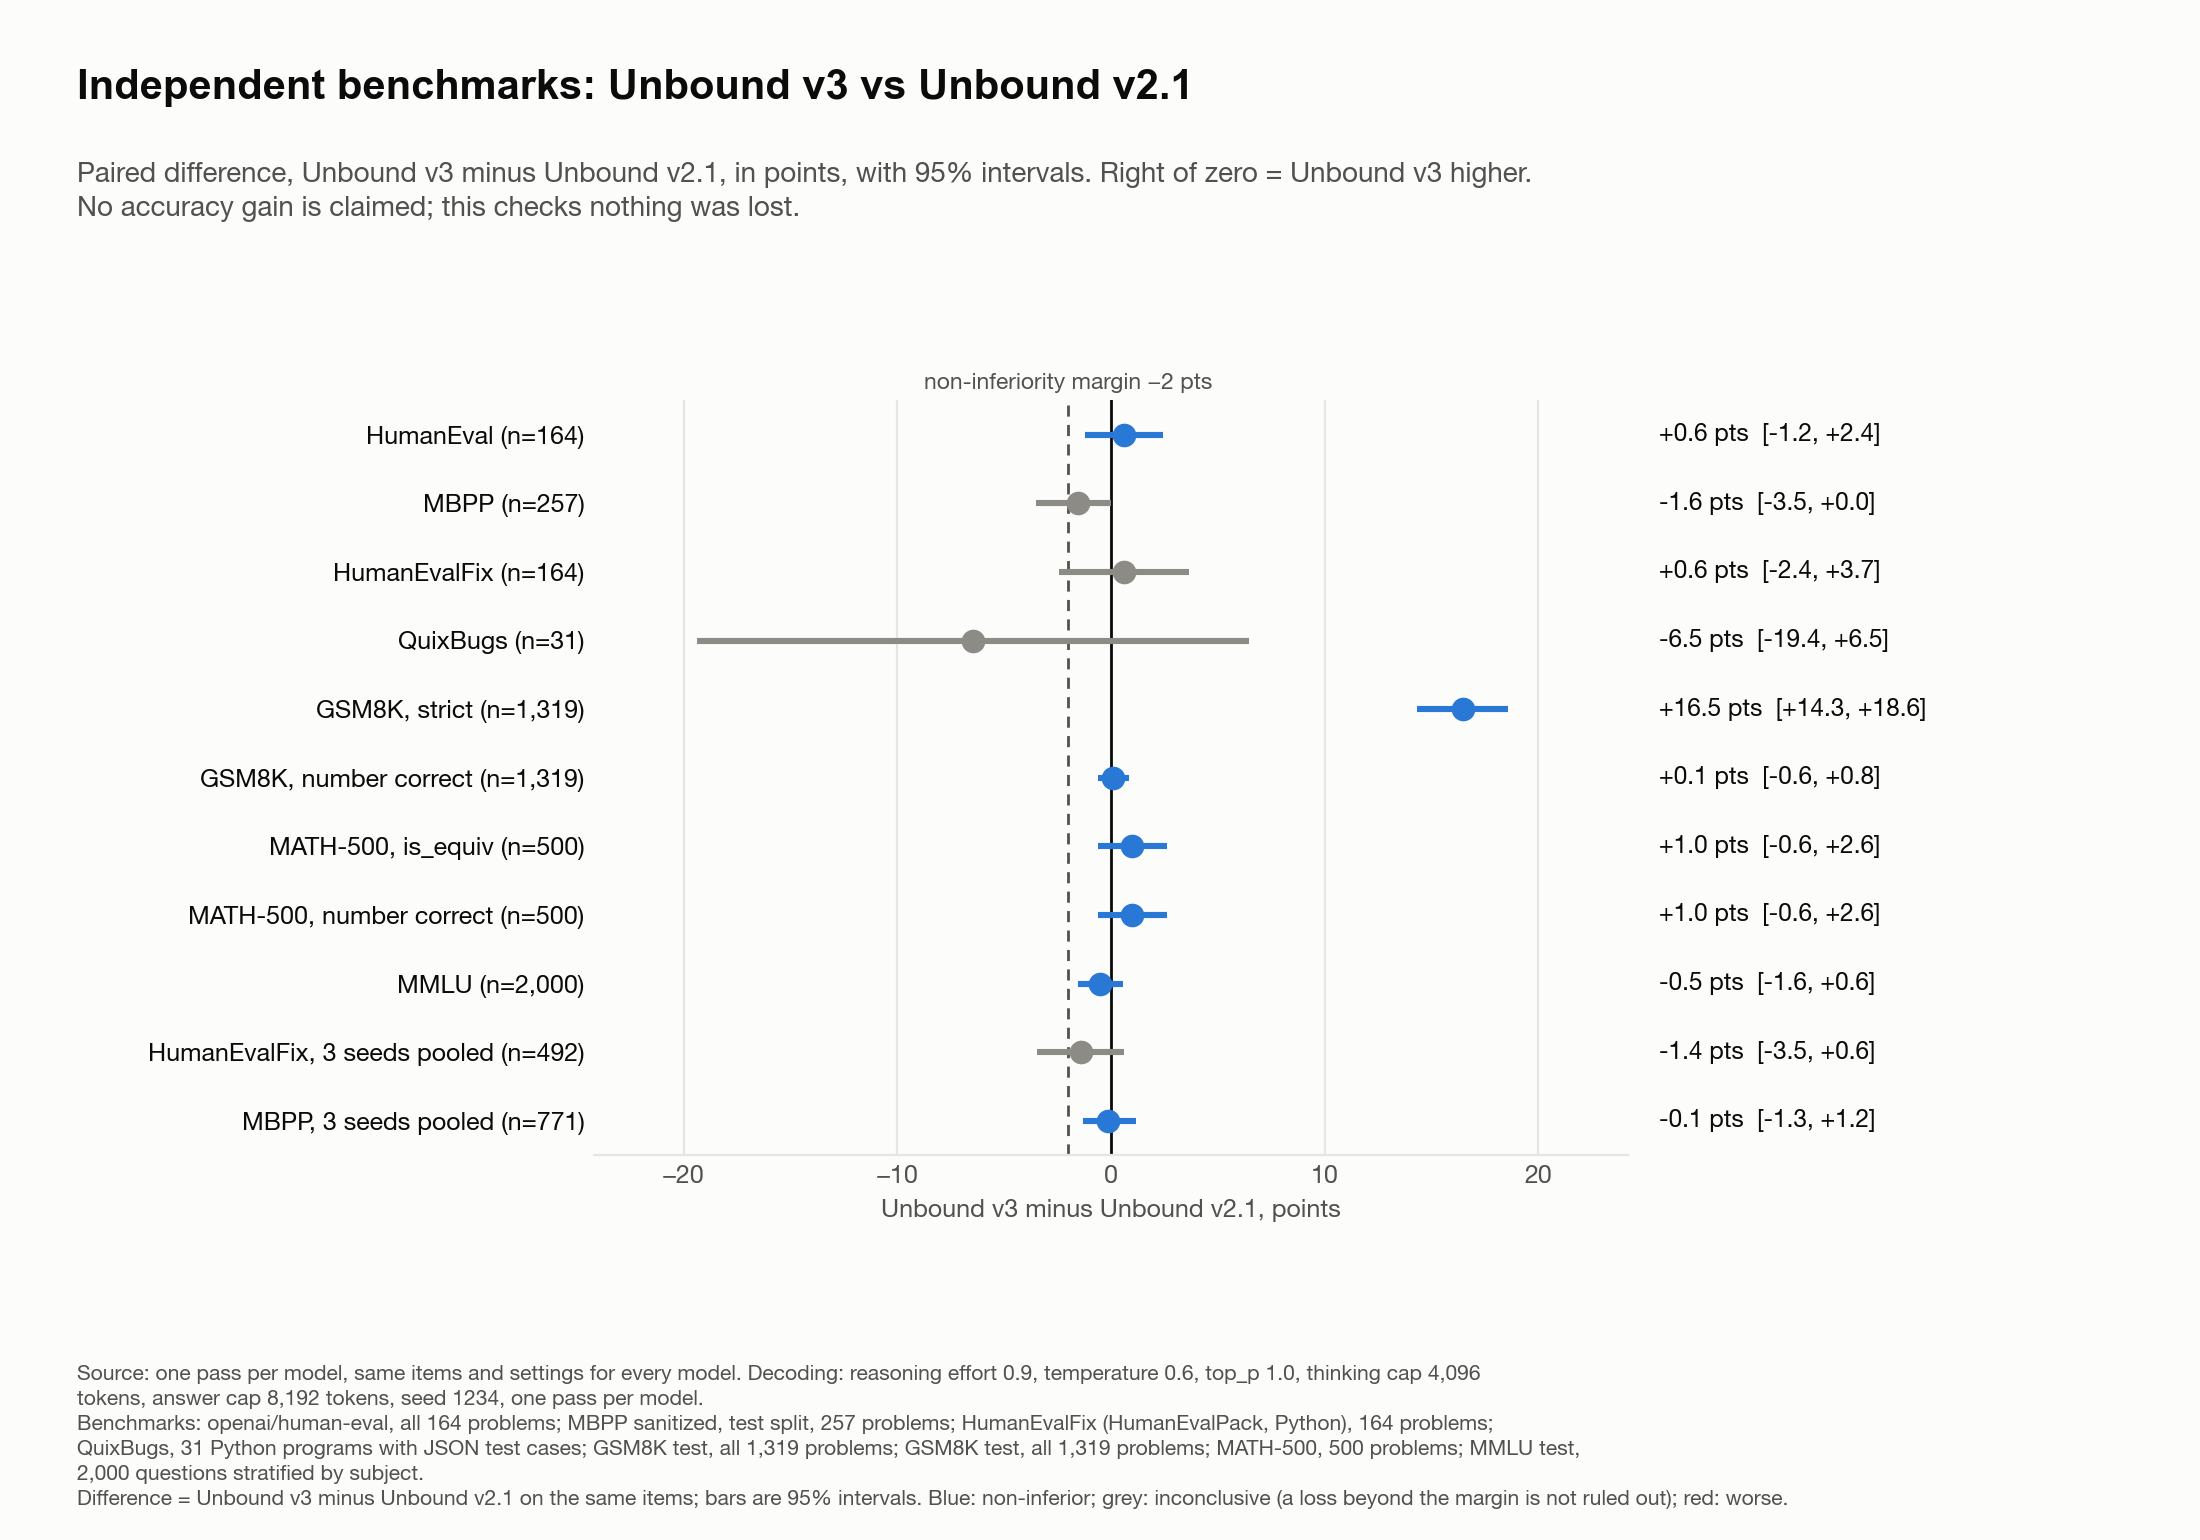 Independent benchmarks: Unbound v3 vs Unbound v2.1
Paired difference, Unbound v3 minus Unbound v2.1, in points, with 95% intervals. Right of zero = Unbound v3 higher.
No accuracy gain is claimed; this checks nothing was lost.
non-inferiority margin −2 pts
HumanEval (n=164) +0.6 pts [-1.2, +2.4]
MBPP (n=257) -1.6 pts [-3.5, +0.0]
HumanEvalFix (n=164) +0.6 pts [-2.4, +3.7]
QuixBugs (n=31) -6.5 pts [-19.4, +6.5]
GSM8K, strict (n=1,319) +16.5 pts [+14.3, +18.6]
GSM8K, number correct (n=1,319) +0.1 pts [-0.6, +0.8]
MATH-500, is_equiv (n=500) +1.0 pts [-0.6, +2.6]
MATH-500, number correct (n=500) +1.0 pts [-0.6, +2.6]
MMLU (n=2,000) -0.5 pts [-1.6, +0.6]
HumanEvalFix, 3 seeds pooled (n=492) -1.4 pts [-3.5, +0.6]
MBPP, 3 seeds pooled (n=771) -0.1 pts [-1.3, +1.2]
−20 −10 0 10 20
Unbound v3 minus Unbound v2.1, points
Source: one pass per model, same items and settings for every model. Decoding: reasoning effort 0.9, temperature 0.6, top_p 1.0, thinking cap 4,096
tokens, answer cap 8,192 tokens, seed 1234, one pass per model.
Benchmarks: openai/human-eval, all 164 problems; MBPP sanitized, test split, 257 problems; HumanEvalFix (HumanEvalPack, Python), 164 problems;
QuixBugs, 31 Python programs with JSON test cases; GSM8K test, all 1,319 problems; GSM8K test, all 1,319 problems; MATH-500, 500 problems; MMLU test,
2,000 questions stratified by subject.
Difference = Unbound v3 minus Unbound v2.1 on the same items; bars are 95% intervals. Blue: non-inferior; grey: inconclusive (a loss beyond the margin is not ruled out); red: worse.